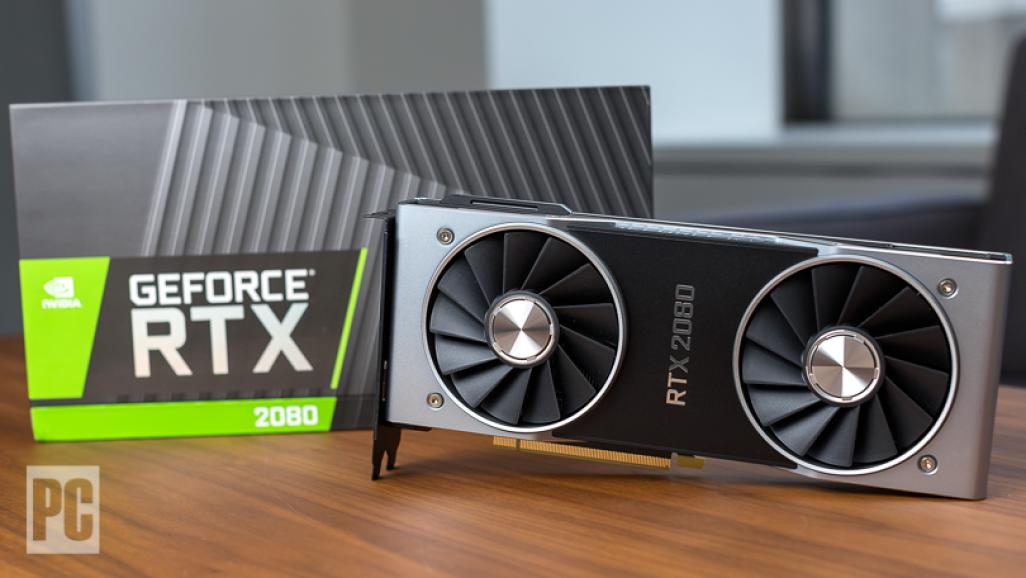 NVIDIA
GEFORCE®
RTX
2080
RTX 2080
PC